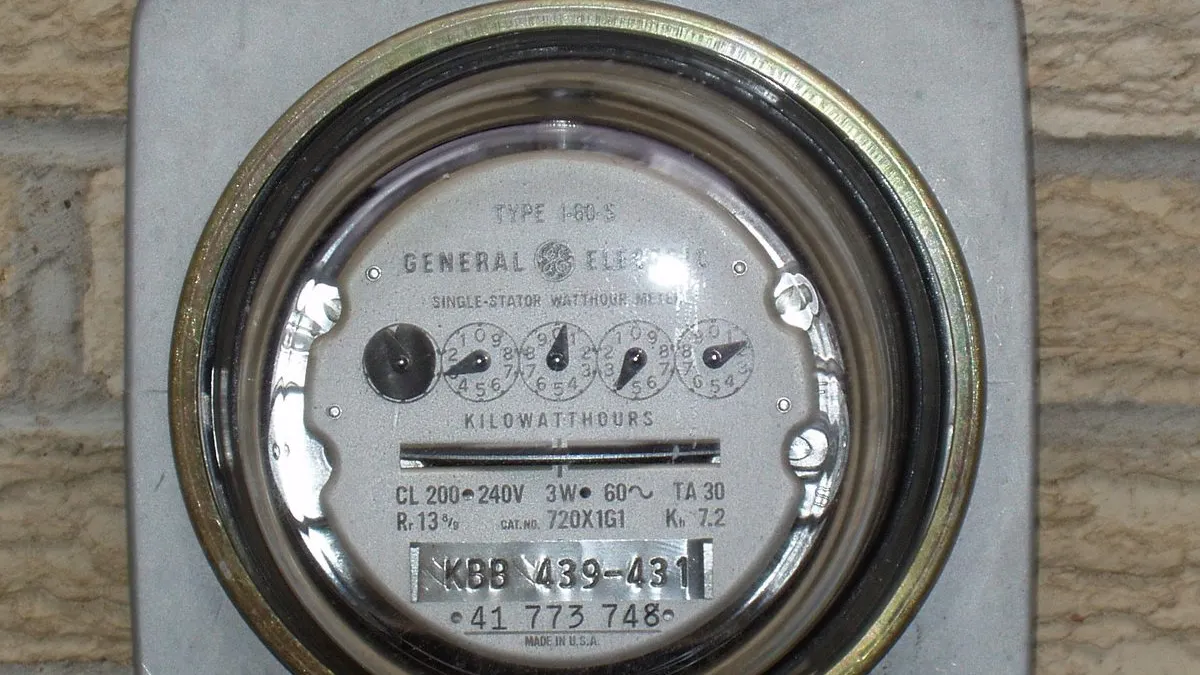 TYPE I-60-S
GENERAL ELECTRIC
SINGLE-STATOR WATTHOUR METER
KILOWATTHOURS
CL 200 • 240V 3W • 60~ TA 30
Rr 13 8/9 CAT. NO. 720X1G1 Kh 7.2
KBB 439-431
•41 773 748•
MADE IN U.S.A.